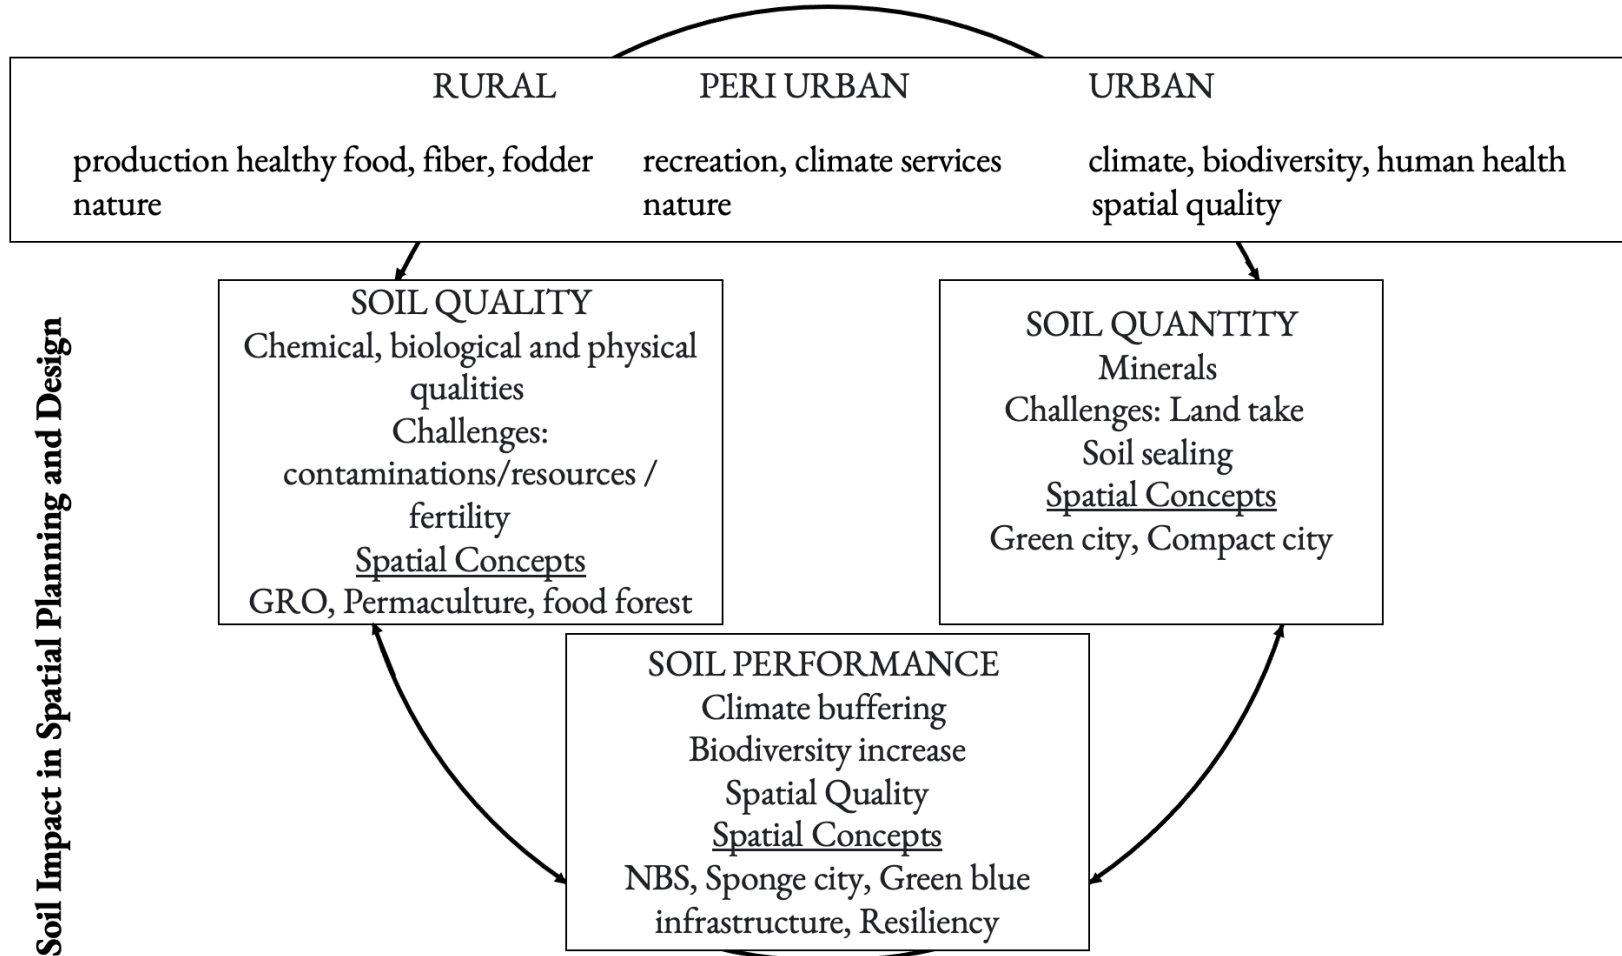 RURAL PERI URBAN URBAN
production healthy food, fiber, fodder recreation, climate services climate, biodiversity, human health
nature nature spatial quality
Soil Impact in Spatial Planning and Design
SOIL QUALITY
Chemical, biological and physical
qualities
Challenges:
contaminations/resources /
fertility
Spatial Concepts
GRO, Permaculture, food forest
SOIL QUANTITY
Minerals
Challenges: Land take
Soil sealing
Spatial Concepts
Green city, Compact city
SOIL PERFORMANCE
Climate buffering
Biodiversity increase
Spatial Quality
Spatial Concepts
NBS, Sponge city, Green blue
infrastructure, Resiliency